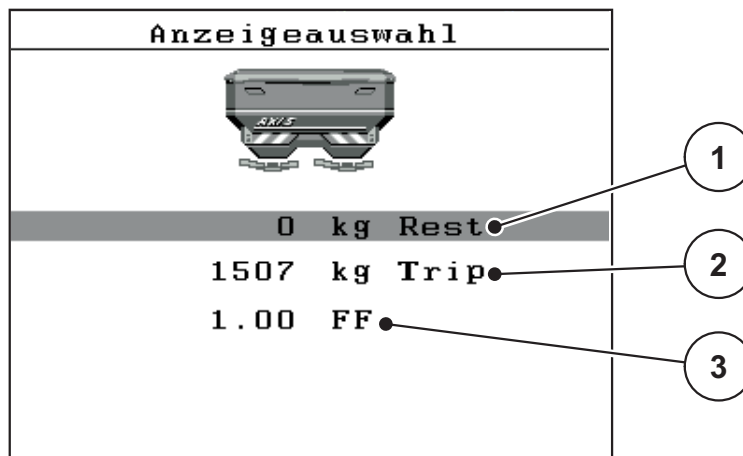 Anzeigeauswahl
AXIS
0 kg Rest
1507 kg Trip
1.00 FF
1
2
3